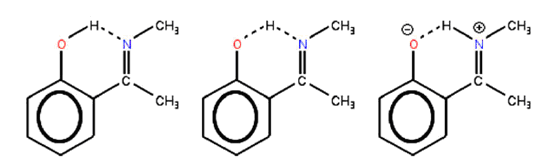 H CH₃ H CH₃ ⊖ H ⊕ CH₃
O N O N O N
C C C
CH₃ CH₃ CH₃